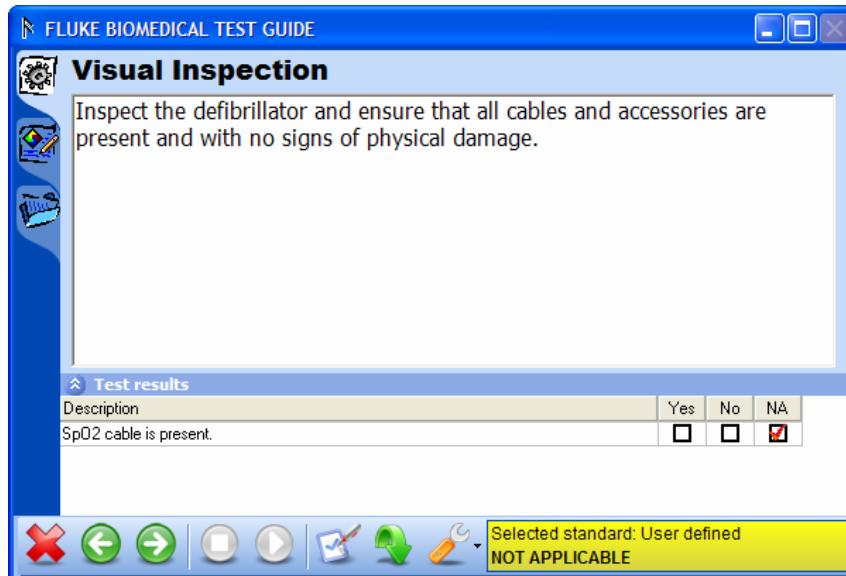 FLUKE BIOMEDICAL TEST GUIDE
Visual Inspection
Inspect the defibrillator and ensure that all cables and accessories are
present and with no signs of physical damage.
Test results
Description Yes No NA
SpO2 cable is present.
Selected standard: User defined
NOT APPLICABLE